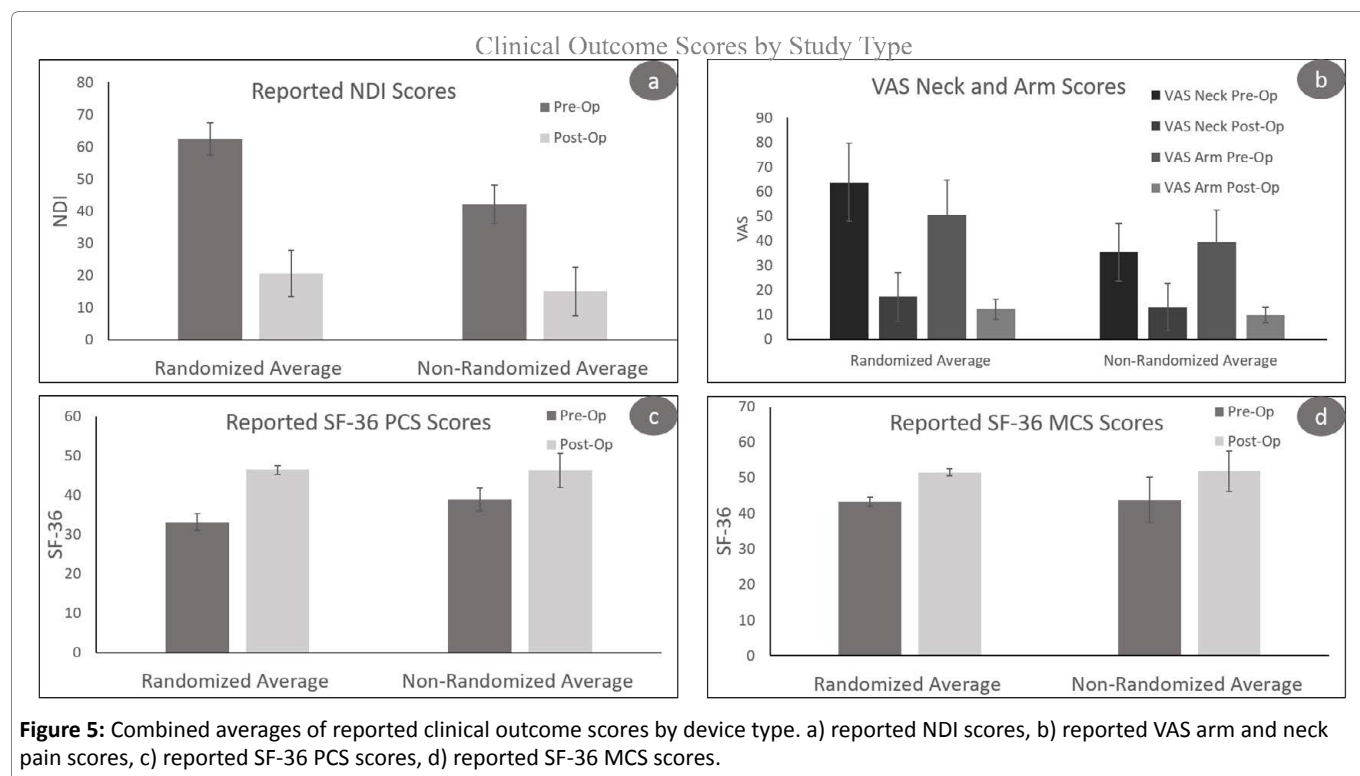 Clinical Outcome Scores by Study Type
a
Reported NDI Scores
Pre-Op
Post-Op
80
70
60
50
40
30
20
10
0
NDI
Randomized Average
Non-Randomized Average
b
VAS Neck and Arm Scores
VAS Neck Pre-Op
VAS Neck Post-Op
VAS Arm Pre-Op
VAS Arm Post-Op
90
80
70
60
50
40
30
20
10
0
VAS
Randomized Average
Non-Randomized Average
c
Reported SF-36 PCS Scores
Pre-Op
Post-Op
60
50
40
30
20
10
0
SF-36
Randomized Average
Non-Randomized Average
d
Reported SF-36 MCS Scores
Pre-Op
Post-Op
70
60
50
40
30
20
10
0
SF-36
Randomized Average
Non-Randomized Average
Figure 5: Combined averages of reported clinical outcome scores by device type. a) reported NDI scores, b) reported VAS arm and neck
pain scores, c) reported SF-36 PCS scores, d) reported SF-36 MCS scores.